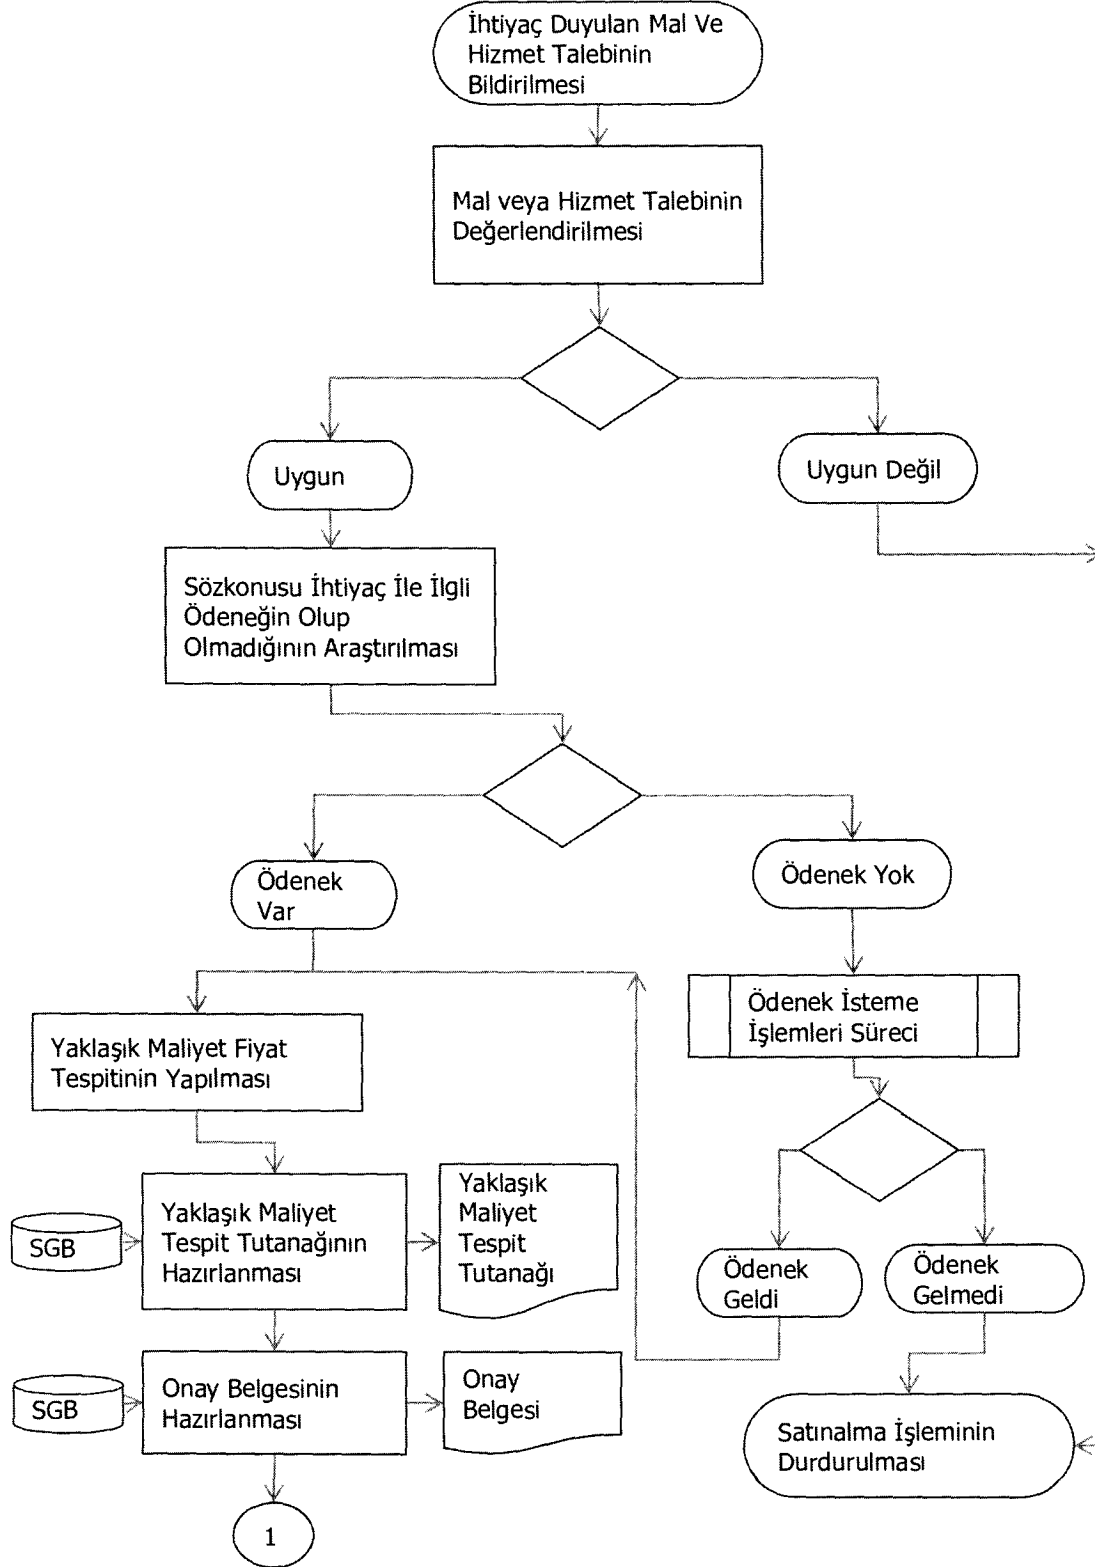 İhtiyaç Duyulan Mal Ve
Hizmet Talebinin
Bildirilmesi
Mal veya Hizmet Talebinin
Değerlendirilmesi
Uygun
Uygun Değil
Sözkonusu İhtiyaç İle İlgli
Ödeneğin Olup
Olmadığının Araştırılması
Ödenek
Var
Ödenek Yok
Ödenek İsteme
İşlemleri Süreci
Yaklaşık Maliyet Fiyat
Tespitinin Yapılması
SGB
Yaklaşık Maliyet
Tespit Tutanağının
Hazırlanması
Yaklaşık
Maliyet
Tespit
Tutanağı
Ödenek
Geldi
Ödenek
Gelmedi
SGB
Onay Belgesinin
Hazırlanması
Onay
Belgesi
Satınalma İşleminin
Durdurulması
1